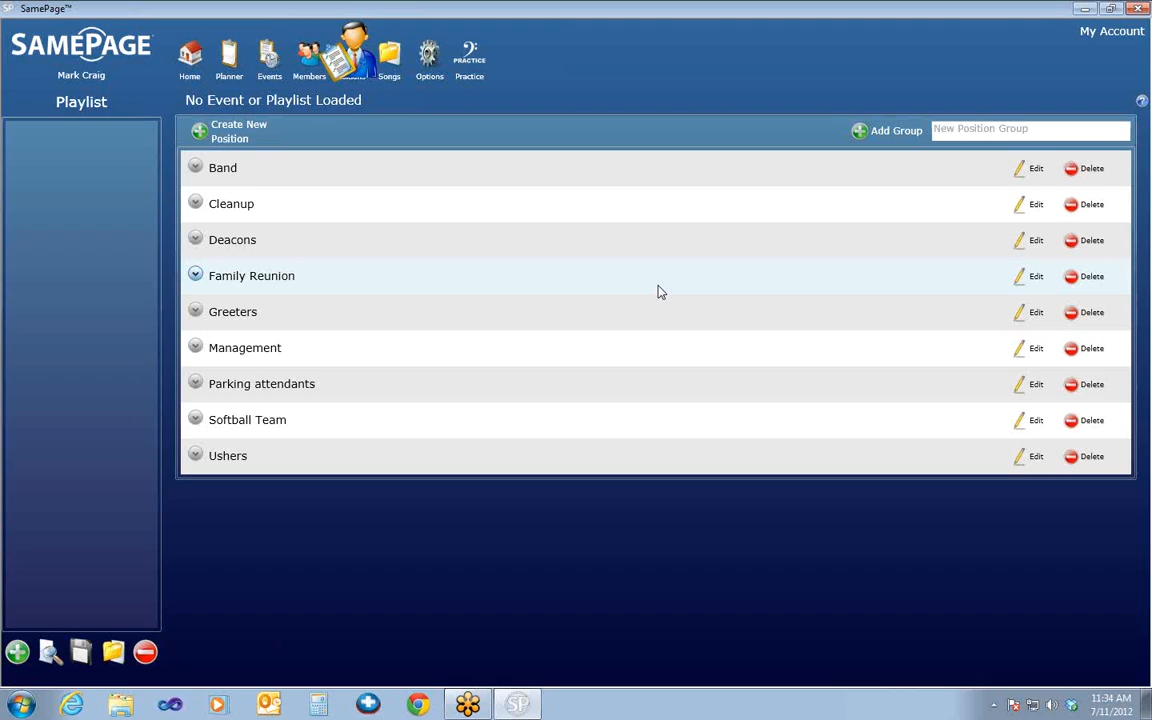 SamePage™
SAMEPAGE
Mark Craig
Home
Planner
Events
Members
Songs
Options
PRACTICE
Practice
My Account
Playlist
No Event or Playlist Loaded
Create New
Position
Add Group
New Position Group
Band
Edit
Delete
Cleanup
Edit
Delete
Deacons
Edit
Delete
Family Reunion
Edit
Delete
Greeters
Edit
Delete
Management
Edit
Delete
Parking attendants
Edit
Delete
Softball Team
Edit
Delete
Ushers
Edit
Delete
SP
11:34 AM
7/11/2012